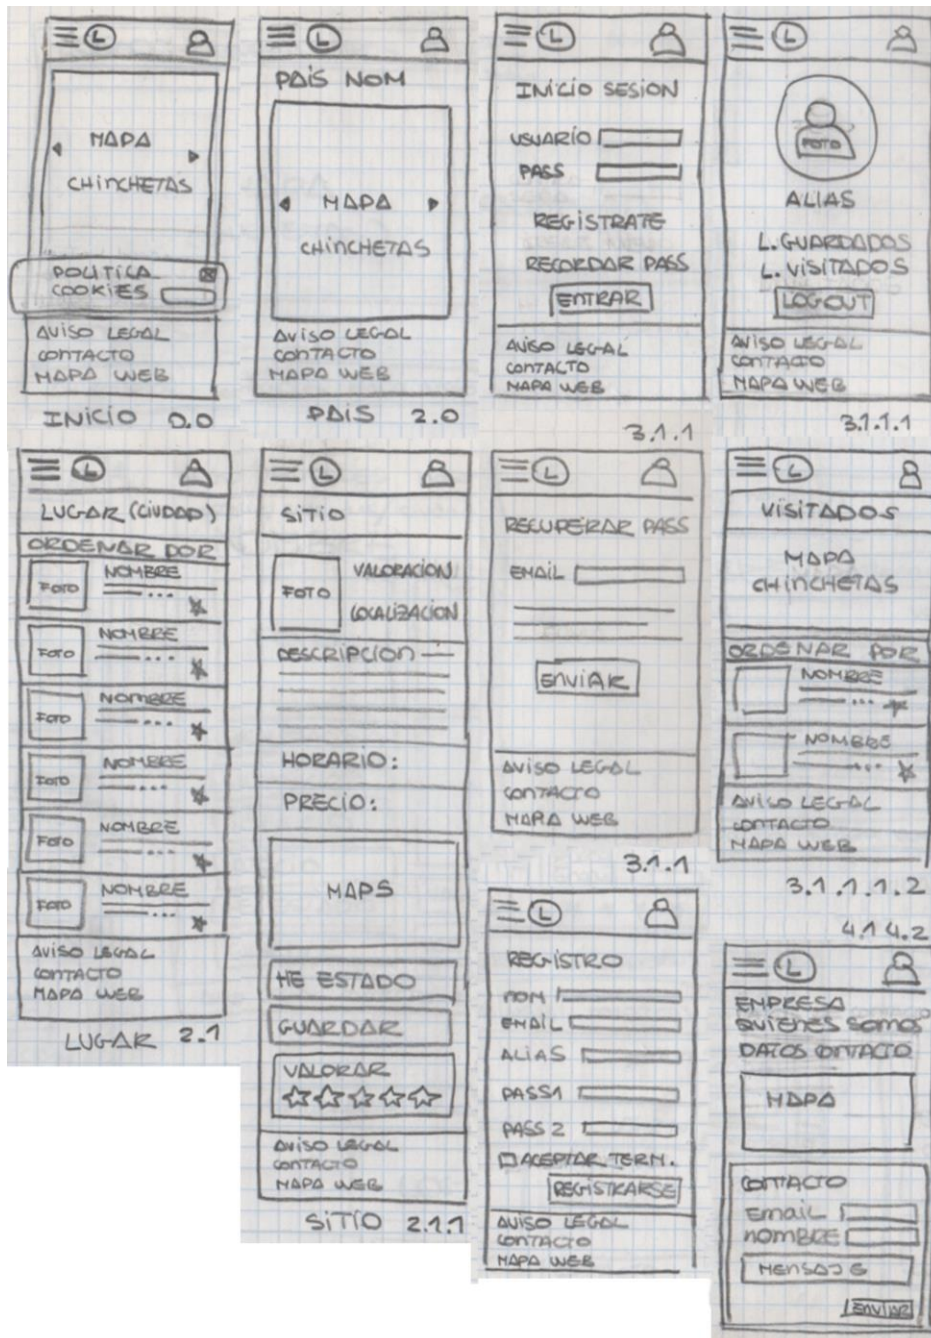 L
MAPA
CHINCHETAS
POLITICA
COOKIES
AVISO LEGAL
CONTACTO
MAPA WEB
INICIO 0.0
L
PAÍS NOM
MAPA
CHINCHETAS
AVISO LEGAL
CONTACTO
MAPA WEB
PAIS 2.0
L
INICIO SESION
USUARIO
PASS
REGISTRATE
RECORDAR PASS
ENTRAR
AVISO LEGAL
CONTACTO
MAPA WEB
3.1.1
L
FOTO
ALIAS
L. GUARDADOS
L. VISITADOS
LOGOUT
AVISO LEGAL
CONTACTO
MAPA WEB
3.1.1.1
L
LUGAR (CIUDAD)
ORDENAR POR
NOMBRE
FOTO
NOMBRE
FOTO
NOMBRE
FOTO
NOMBRE
FOTO
NOMBRE
FOTO
NOMBRE
FOTO
AVISO LEGAL
CONTACTO
MAPA WEB
LUGAR 2.1
L
SITIO
FOTO
VALORACION
LOCALIZACION
DESCRIPCION
HORARIO:
PRECIO:
MAPS
HE ESTADO
GUARDAR
VALORAR
AVISO LEGAL
CONTACTO
MAPA WEB
SITIO 2.1.1
L
RECUPERAR PASS
EMAIL
ENVIAR
AVISO LEGAL
CONTACTO
MAPA WEB
3.1.1
L
REGISTRO
NOM
EMAIL
ALIAS
PASS1
PASS 2
ACEPTAR TERM.
REGISTRARSE
AVISO LEGAL
CONTACTO
MAPA WEB
L
VISITADOS
MAPA
CHINCHETAS
ORDENAR POR
NOMBRE
NOMBRE
AVISO LEGAL
CONTACTO
MAPA WEB
3.1.1.1.2
4.1 4.2
L
EMPRESA
QUIENES SOMOS
DATOS CONTACTO
MAPA
CONTACTO
EMAIL
NOMBRE
MENSAJE
ENVIAR